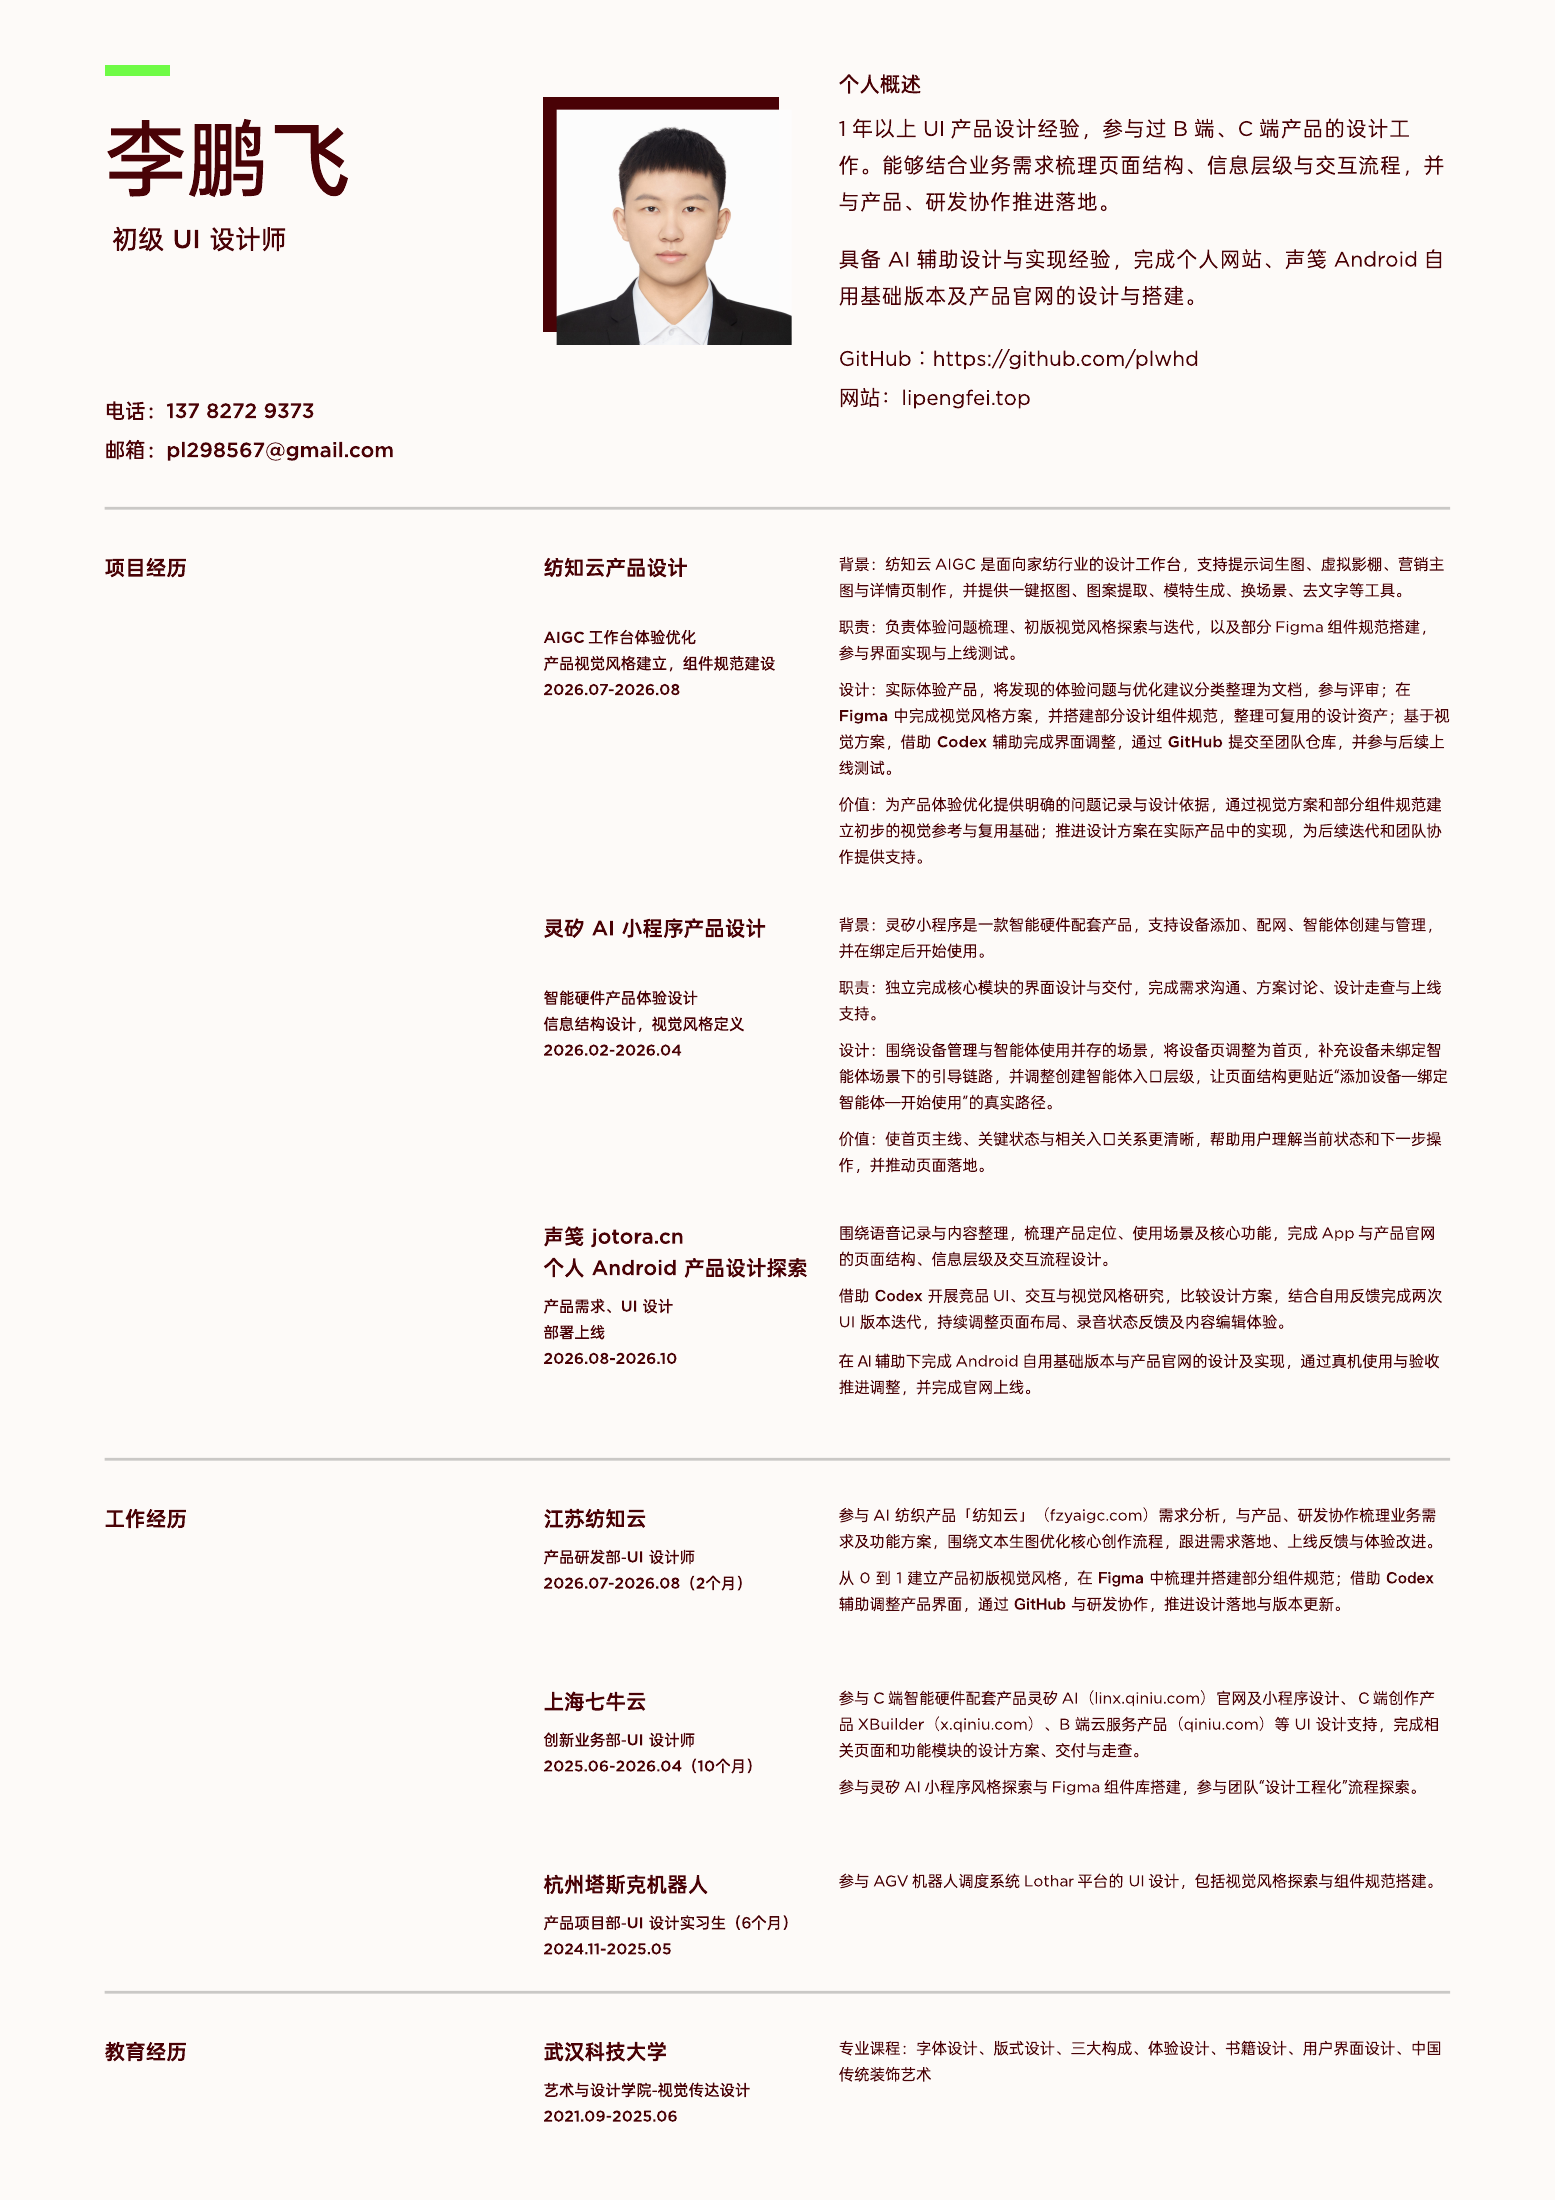 李鹏飞
初级 UI 设计师
电话：137 8272 9373
邮箱：pl298567@gmail.com
个人概述
1 年以上 UI 产品设计经验，参与过 B 端、C 端产品的设计工
作。能够结合业务需求梳理页面结构、信息层级与交互流程，并
与产品、研发协作推进落地。
具备 AI 辅助设计与实现经验，完成个人网站、声笺 Android 自
用基础版本及产品官网的设计与搭建。
GitHub：https://github.com/plwhd
网站：lipengfei.top
项目经历
纺知云产品设计
AIGC 工作台体验优化
产品视觉风格建立，组件规范建设
2026.07-2026.08
背景：纺知云 AIGC 是面向家纺行业的设计工作台，支持提示词生图、虚拟影棚、营销主
图与详情页制作，并提供一键抠图、图案提取、模特生成、换场景、去文字等工具。
职责：负责体验问题梳理、初版视觉风格探索与迭代，以及部分 Figma 组件规范搭建，
参与界面实现与上线测试。
设计：实际体验产品，将发现的体验问题与优化建议分类整理为文档，参与评审；在
Figma 中完成视觉风格方案，并搭建部分设计组件规范，整理可复用的设计资产；基于视
觉方案，借助 Codex 辅助完成界面调整，通过 GitHub 提交至团队仓库，并参与后续上
线测试。
价值：为产品体验优化提供明确的问题记录与设计依据，通过视觉方案和部分组件规范建
立初步的视觉参考与复用基础；推进设计方案在实际产品中的实现，为后续迭代和团队协
作提供支持。
灵矽 AI 小程序产品设计
智能硬件产品体验设计
信息结构设计，视觉风格定义
2026.02-2026.04
背景：灵矽小程序是一款智能硬件配套产品，支持设备添加、配网、智能体创建与管理，
并在绑定后开始使用。
职责：独立完成核心模块的界面设计与交付，完成需求沟通、方案讨论、设计走查与上线
支持。
设计：围绕设备管理与智能体使用并存的场景，将设备页调整为首页，补充设备未绑定智
能体场景下的引导链路，并调整创建智能体入口层级，让页面结构更贴近“添加设备—绑定
智能体—开始使用”的真实路径。
价值：使首页主线、关键状态与相关入口关系更清晰，帮助用户理解当前状态和下一步操
作，并推动页面落地。
声笺 jotora.cn
个人 Android 产品设计探索
产品需求、UI 设计
部署上线
2026.08-2026.10
围绕语音记录与内容整理，梳理产品定位、使用场景及核心功能，完成 App 与产品官网
的页面结构、信息层级及交互流程设计。
借助 Codex 开展竞品 UI、交互与视觉风格研究，比较设计方案，结合自用反馈完成两次
UI 版本迭代，持续调整页面布局、录音状态反馈及内容编辑体验。
在 AI 辅助下完成 Android 自用基础版本与产品官网的设计及实现，通过真机使用与验收
推进调整，并完成官网上线。
工作经历
江苏纺知云
产品研发部-UI 设计师
2026.07-2026.08（2个月）
参与 AI 纺织产品「纺知云」（fzyaigc.com）需求分析，与产品、研发协作梳理业务需
求及功能方案，围绕文本生图优化核心创作流程，跟进需求落地、上线反馈与体验改进。
从 0 到 1 建立产品初版视觉风格，在 Figma 中梳理并搭建部分组件规范；借助 Codex
辅助调整产品界面，通过 GitHub 与研发协作，推进设计落地与版本更新。
上海七牛云
创新业务部-UI 设计师
2025.06-2026.04（10个月）
参与 C 端智能硬件配套产品灵矽 AI（linx.qiniu.com）官网及小程序设计、C 端创作产
品 XBuilder（x.qiniu.com）、B 端云服务产品（qiniu.com）等 UI 设计支持，完成相
关页面和功能模块的设计方案、交付与走查。
参与灵矽 AI 小程序风格探索与 Figma 组件库搭建，参与团队“设计工程化”流程探索。
杭州塔斯克机器人
产品项目部-UI 设计实习生（6个月）
2024.11-2025.05
参与 AGV 机器人调度系统 Lothar 平台的 UI 设计，包括视觉风格探索与组件规范搭建。
教育经历
武汉科技大学
艺术与设计学院-视觉传达设计
2021.09-2025.06
专业课程：字体设计、版式设计、三大构成、体验设计、书籍设计、用户界面设计、中国
传统装饰艺术